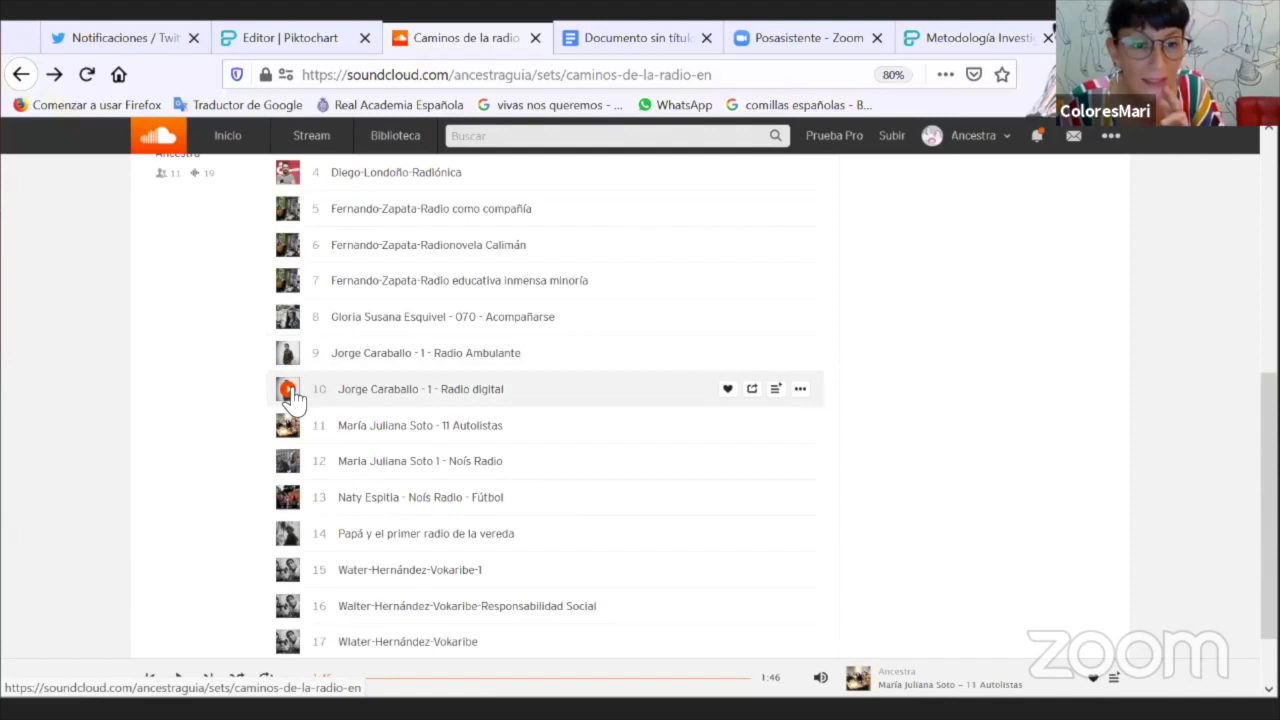 Notificaciones / Twit
Editor | Piktochart
Caminos de la radio
Documento sin títul
Posasistente - Zoom
Metodología Investi
ColoresMari
https://soundcloud.com/ancestraguia/sets/caminos-de-la-radio-en
80%
Comenzar a usar Firefox
Traductor de Google
Real Academia Española
vivas nos queremos - ...
WhatsApp
comillas españolas - B...
Inicio
Stream
Biblioteca
Buscar
Prueba Pro
Subir
Ancestra
Ancestra
11
19
4 Diego-Londoño-Radiónica
5 Fernando-Zapata-Radio como compañía
6 Fernando-Zapata-Radionovela Calimán
7 Fernando-Zapata-Radio educativa inmensa minoría
8 Gloria Susana Esquivel - 070 - Acompañarse
9 Jorge Caraballo - 1 - Radio Ambulante
10 Jorge Caraballo - 1 - Radio digital
11 María Juliana Soto - 11 Autolistas
12 Maria Juliana Soto 1 - Noís Radio
13 Naty Espitia - Noís Radio - Fútbol
14 Papá y el primer radio de la vereda
15 Water-Hernández-Vokaribe-1
16 Walter-Hernández-Vokaribe-Responsabilidad Social
17 Wlater-Hernández-Vokaribe
zoom
1:46
Ancestra
María Juliana Soto – 11 Autolistas
https://soundcloud.com/ancestraguia/sets/caminos-de-la-radio-en